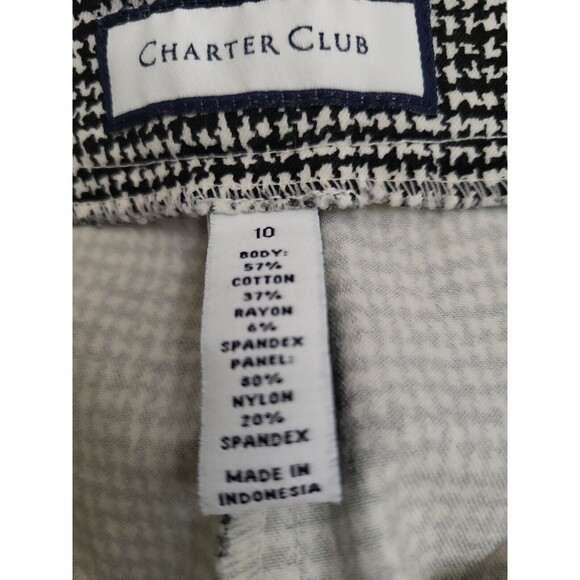 CHARTER CLUB
10
BODY:
57%
COTTON
37%
RAYON
6%
SPANDEX
PANEL:
80%
NYLON
20%
SPANDEX
MADE IN
INDONESIA